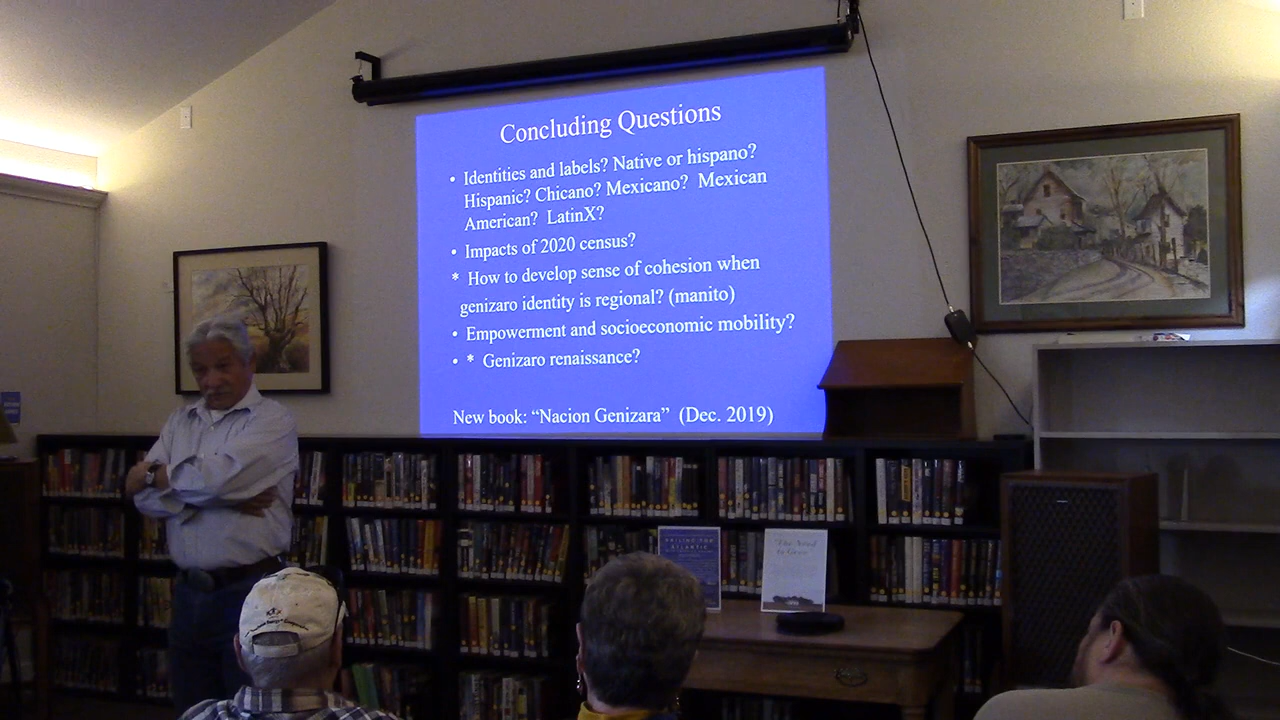 Concluding Questions
• Identities and labels? Native or hispano?
Hispanic? Chicano? Mexicano? Mexican
American? LatinX?
• Impacts of 2020 census?
* How to develop sense of cohesion when
genizaro identity is regional? (manito)
• Empowerment and socioeconomic mobility?
• * Genizaro renaissance?
New book: “Nacion Genizara” (Dec. 2019)
ATLANTIC